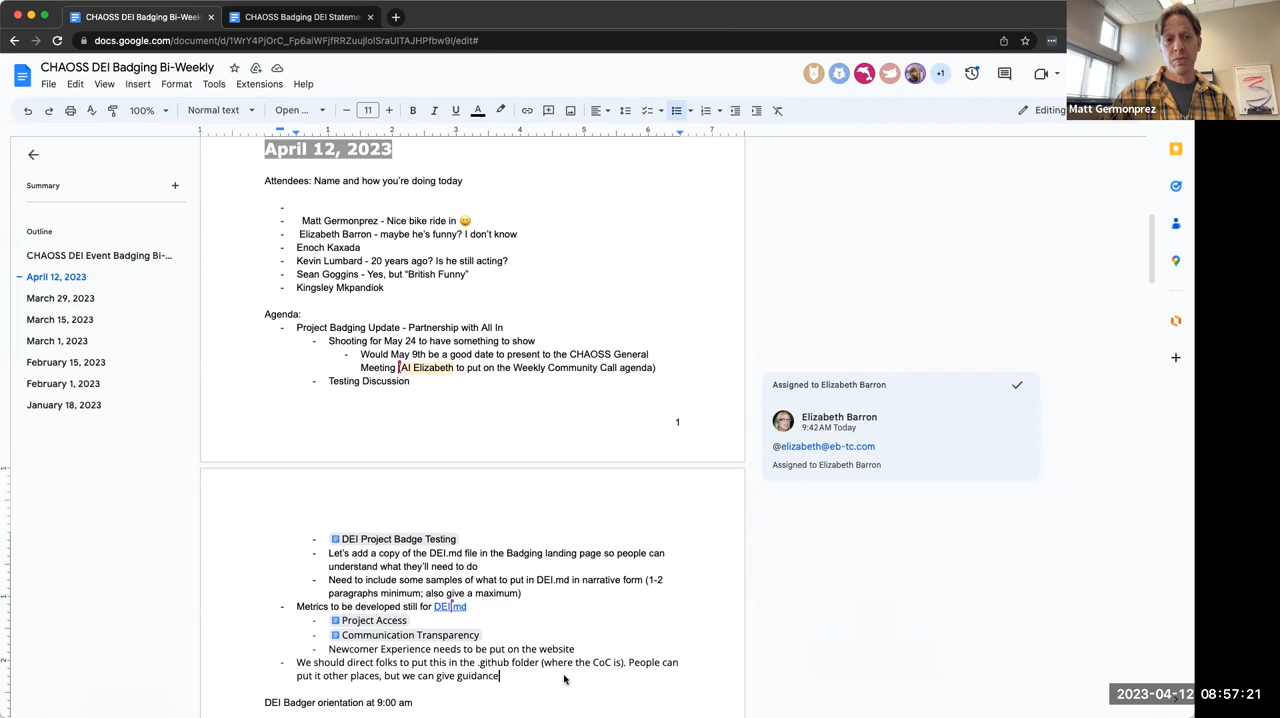 CHAOSS DEI Badging Bi-Weekl
CHAOSS Badging DEI Stateme
docs.google.com/document/d/1WrY4PjOrC_Fp6aiWFjfRRZuujloISraUlTAJHPfbw9I/edit#
CHAOSS DEI Badging Bi-Weekly
+1
File Edit View Insert Format Tools Extensions Help
100% Normal text Open ... 11 Editing
Matt Germonprez
1 1 2 3 4 5 6 7
Summary
Outline
CHAOSS DEI Event Badging Bi-...
April 12, 2023
March 29, 2023
March 15, 2023
March 1, 2023
February 15, 2023
February 1, 2023
January 18, 2023
April 12, 2023
Attendees: Name and how you're doing today
-
- Matt Germonprez - Nice bike ride in 😀
- Elizabeth Barron - maybe he's funny? I don't know
- Enoch Kaxada
- Kevin Lumbard - 20 years ago? Is he still acting?
- Sean Goggins - Yes, but "British Funny"
- Kingsley Mkpandiok
Agenda:
- Project Badging Update - Partnership with All In
- Shooting for May 24 to have something to show
- Would May 9th be a good date to present to the CHAOSS General
Meeting (AI Elizabeth to put on the Weekly Community Call agenda)
- Testing Discussion
1
- DEI Project Badge Testing
- Let's add a copy of the DEI.md file in the Badging landing page so people can
understand what they'll need to do
- Need to include some samples of what to put in DEI.md in narrative form (1-2
paragraphs minimum; also give a maximum)
- Metrics to be developed still for DEI.md
- Project Access
- Communication Transparency
- Newcomer Experience needs to be put on the website
- We should direct folks to put this in the .github folder (where the CoC is). People can
put it other places, but we can give guidance
DEI Badger orientation at 9:00 am
Assigned to Elizabeth Barron
Elizabeth Barron
9:42 AM Today
@elizabeth@eb-tc.com
Assigned to Elizabeth Barron
2023-04-12 08:57:21